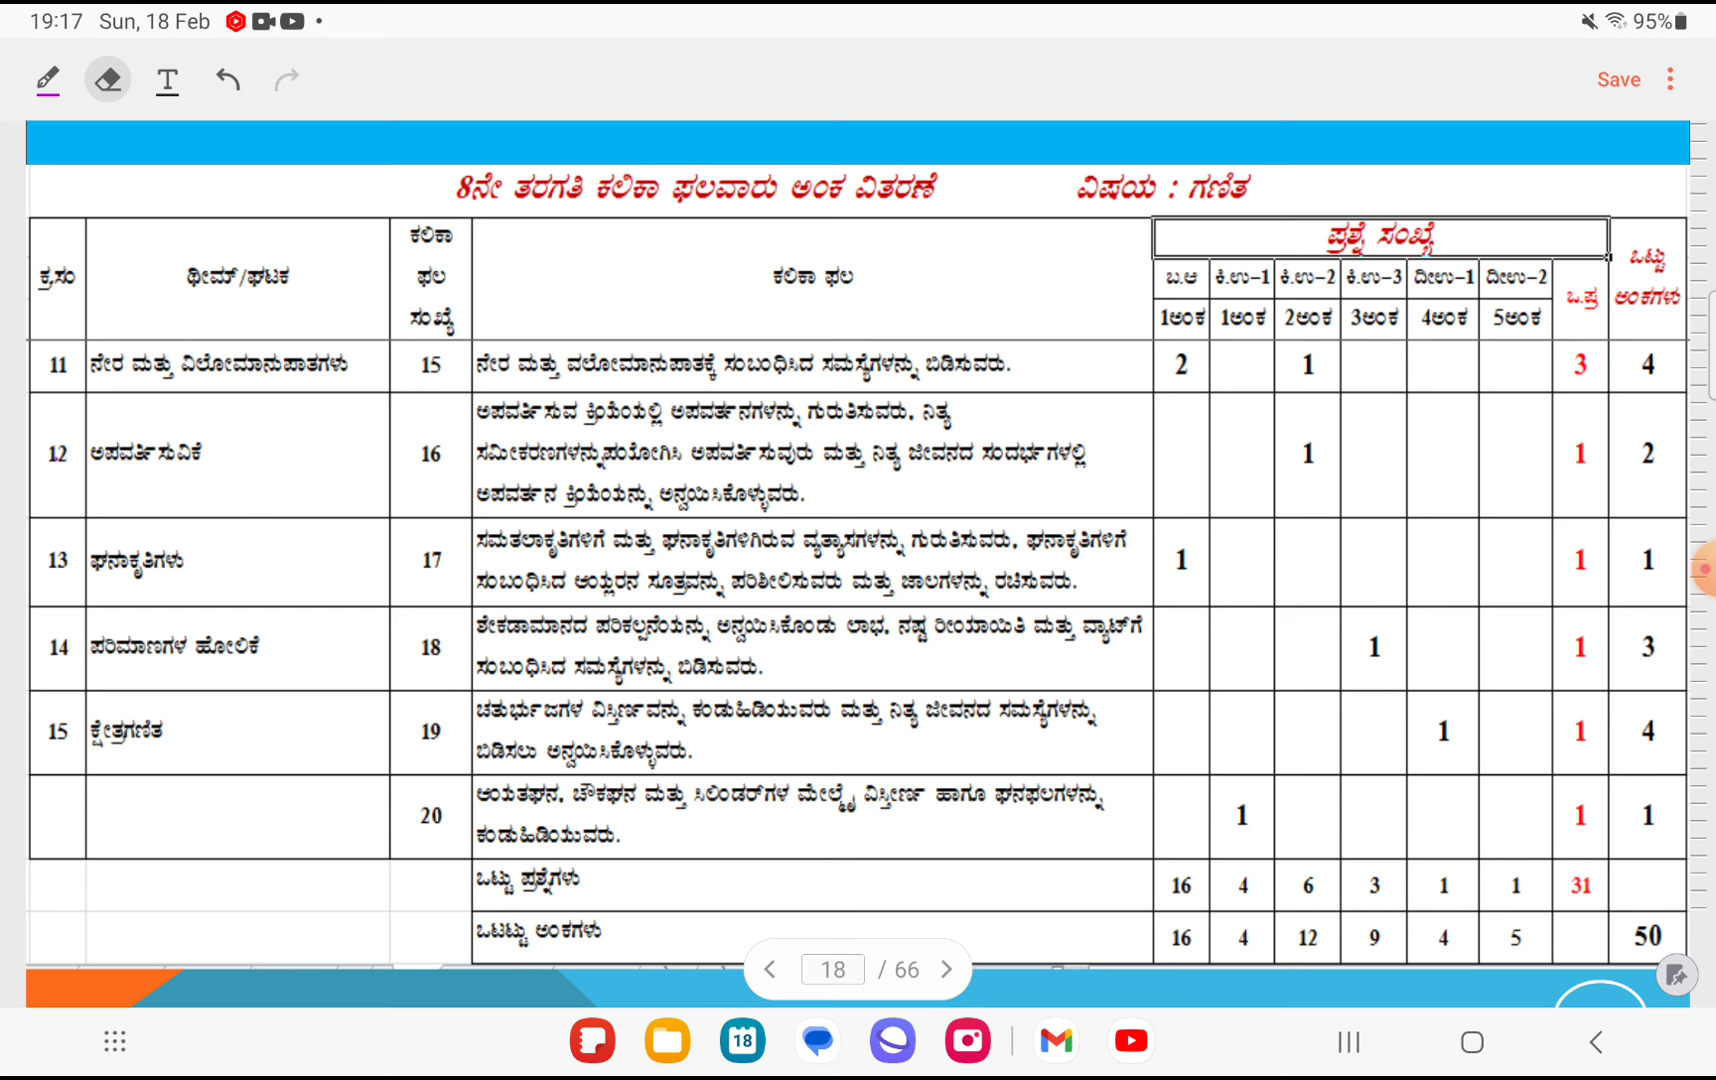 19:17 Sun, 18 Feb
95%
T
Save
8ನೇ ತರಗತಿ ಕಲಿಕಾ ಫಲವಾರು ಅಂಕ ವಿತರಣೆ ವಿಷಯ : ಗಣಿತ
ಕ್ರ.ಸಂ ಥೀಮ್/ಘಟಕ ಕಲಿಕಾ ಫಲ ಸಂಖ್ಯೆ ಕಲಿಕಾ ಫಲ ಪ್ರಶ್ನೆ ಸಂಖ್ಯೆ ಒಟ್ಟು ಅಂಕಗಳು
ಬ.ಆ ಕಿ.ಉ-1 ಕಿ.ಉ-2 ಕಿ.ಉ-3 ದೀಉ-1 ದೀಉ-2 ಒ.ಪ್ರ
1ಅಂಕ 1ಅಂಕ 2ಅಂಕ 3ಅಂಕ 4ಅಂಕ 5ಅಂಕ
11 ನೇರ ಮತ್ತು ವಿಲೋಮಾನುಪಾತಗಳು 15 ನೇರ ಮತ್ತು ವಲೋಮಾನುಪಾತಕ್ಕೆ ಸಂಬಂಧಿಸಿದ ಸಮಸ್ಯೆಗಳನ್ನು ಬಿಡಿಸುವರು. 2 1 3 4
ಅಪವರ್ತಿಸುವ ಕ್ರಿಯೆಯಲ್ಲಿ ಅಪವರ್ತನಗಳನ್ನು ಗುರುತಿಸುವರು, ನಿತ್ಯ
12 ಅಪವರ್ತಿಸುವಿಕೆ 16 ಸಮೀಕರಣಗಳನ್ನುಪಯೋಗಿಸಿ ಅಪವರ್ತಿಸುವುರು ಮತ್ತು ನಿತ್ಯ ಜೀವನದ ಸಂದರ್ಭಗಳಲ್ಲಿ 1 1 2
ಅಪವರ್ತನ ಕ್ರಿಯೆಯನ್ನು ಅನ್ವಯಿಸಿಕೊಳ್ಳುವರು.
13 ಘನಾಕೃತಿಗಳು 17 ಸಮತಲಾಕೃತಿಗಳಿಗೆ ಮತ್ತು ಘನಾಕೃತಿಗಳಿಗಿರುವ ವ್ಯತ್ಯಾಸಗಳನ್ನು ಗುರುತಿಸುವರು, ಘನಾಕೃತಿಗಳಿಗೆ 1 1 1
ಸಂಬಂಧಿಸಿದ ಆಯ್ಲರನ ಸೂತ್ರವನ್ನು ಪರಿಶೀಲಿಸುವರು ಮತ್ತು ಜಾಲಗಳನ್ನು ರಚಿಸುವರು.
14 ಪರಿಮಾಣಗಳ ಹೋಲಿಕೆ 18 ಶೇಕಡಾಮಾನದ ಪರಿಕಲ್ಪನೆಯನ್ನು ಅನ್ವಯಿಸಿಕೊಂಡು ಲಾಭ, ನಷ್ಟ ರೀಯಾಯಿತಿ ಮತ್ತು ವ್ಯಾಟ್‌ಗೆ 1 1 3
ಸಂಬಂಧಿಸಿದ ಸಮಸ್ಯೆಗಳನ್ನು ಬಿಡಿಸುವರು.
15 ಕ್ಷೇತ್ರಗಣಿತ 19 ಚತುರ್ಭುಜಗಳ ವಿಸ್ತಿರ್ಣವನ್ನು ಕಂಡುಹಿಡಿಯುವರು ಮತ್ತು ನಿತ್ಯ ಜೀವನದ ಸಮಸ್ಯೆಗಳನ್ನು 1 1 4
ಬಿಡಿಸಲು ಅನ್ವಯಿಸಿಕೊಳ್ಳುವರು.
20 ಆಯತಘನ, ಚೌಕಘನ ಮತ್ತು ಸಿಲಿಂಡರ್‌ಗಳ ಮೇಲ್ಮೈ ವಿಸ್ತೀರ್ಣ ಹಾಗೂ ಘನಫಲಗಳನ್ನು 1 1 1
ಕಂಡುಹಿಡಿಯುವರು.
ಒಟ್ಟು ಪ್ರಶ್ನೆಗಳು 16 4 6 3 1 1 31
ಒಟಟ್ಟು ಅಂಕಗಳು 16 4 12 9 4 5 50
18 / 66
18